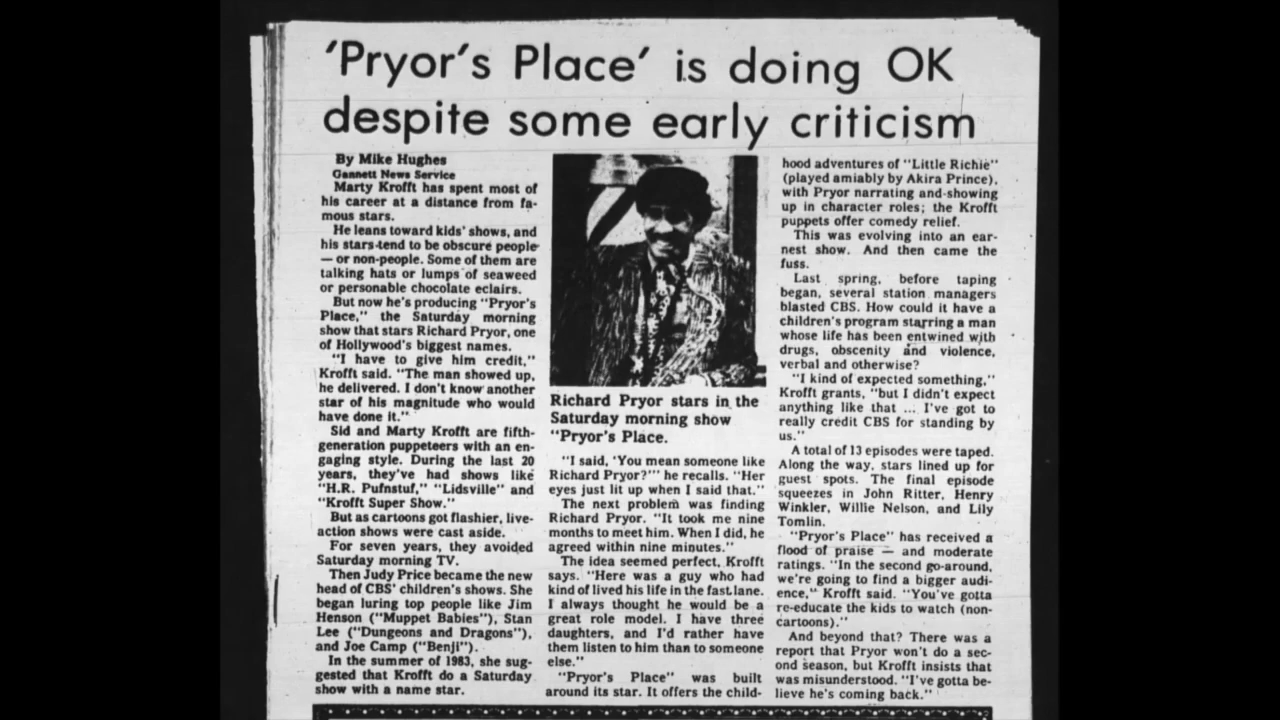 'Pryor's Place' is doing OK
despite some early criticism
By Mike Hughes
Gannett News Service
Marty Krofft has spent most of
his career at a distance from fa-
mous stars.
He leans toward kids' shows, and
his stars tend to be obscure people
— or non-people. Some of them are
talking hats or lumps of seaweed
or personable chocolate eclairs.
But now he's producing "Pryor's
Place," the Saturday morning
show that stars Richard Pryor, one
of Hollywood's biggest names.
"I have to give him credit,"
Krofft said. "The man showed up,
he delivered. I don't know another
star of his magnitude who would
have done it."
Sid and Marty Krofft are fifth-
generation puppeteers with an en-
gaging style. During the last 20
years, they've had shows like
"H.R. Pufnstuf," "Lidsville" and
"Krofft Super Show."
But as cartoons got flashier, live-
action shows were cast aside.
For seven years, they avoided
Saturday morning TV.
Then Judy Price became the new
head of CBS' children's shows. She
began luring top people like Jim
Henson ("Muppet Babies"), Stan
Lee ("Dungeons and Dragons"),
and Joe Camp ("Benji").
In the summer of 1983, she sug-
gested that Krofft do a Saturday
show with a name star.
Richard Pryor stars in the
Saturday morning show
"Pryor's Place.
"I said, 'You mean someone like
Richard Pryor?'" he recalls. "Her
eyes just lit up when I said that."
The next problem was finding
Richard Pryor. "It took me nine
months to meet him. When I did, he
agreed within nine minutes."
The idea seemed perfect, Krofft
says. "Here was a guy who had
kind of lived his life in the fast lane.
I always thought he would be a
great role model. I have three
daughters, and I'd rather have
them listen to him than to someone
else."
"Pryor's Place" was built
around its star. It offers the child-
hood adventures of "Little Richie"
(played amiably by Akira Prince),
with Pryor narrating and showing
up in character roles; the Krofft
puppets offer comedy relief.
This was evolving into an ear-
nest show. And then came the
fuss.
Last spring, before taping
began, several station managers
blasted CBS. How could it have a
children's program starring a man
whose life has been entwined with
drugs, obscenity and violence,
verbal and otherwise?
"I kind of expected something,"
Krofft grants, "but I didn't expect
anything like that ... I've got to
really credit CBS for standing by
us."
A total of 13 episodes were taped.
Along the way, stars lined up for
guest spots. The final episode
squeezes in John Ritter, Henry
Winkler, Willie Nelson, and Lily
Tomlin.
"Pryor's Place" has received a
flood of praise — and moderate
ratings. "In the second go-around,
we're going to find a bigger audi-
ence," Krofft said. "You've gotta
re-educate the kids to watch (non-
cartoons)."
And beyond that? There was a
report that Pryor won't do a sec-
ond season, but Krofft insists that
was misunderstood. "I've gotta be-
lieve he's coming back."